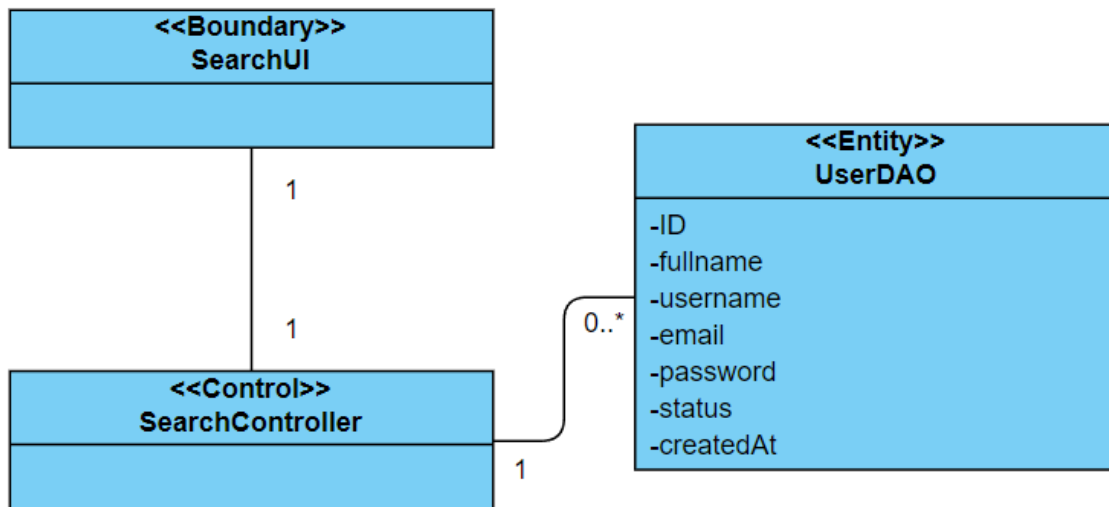 <<Boundary>>
SearchUI
1
1
<<Control>>
SearchController
1
0..*
<<Entity>>
UserDAO
-ID
-fullname
-username
-email
-password
-status
-createdAt